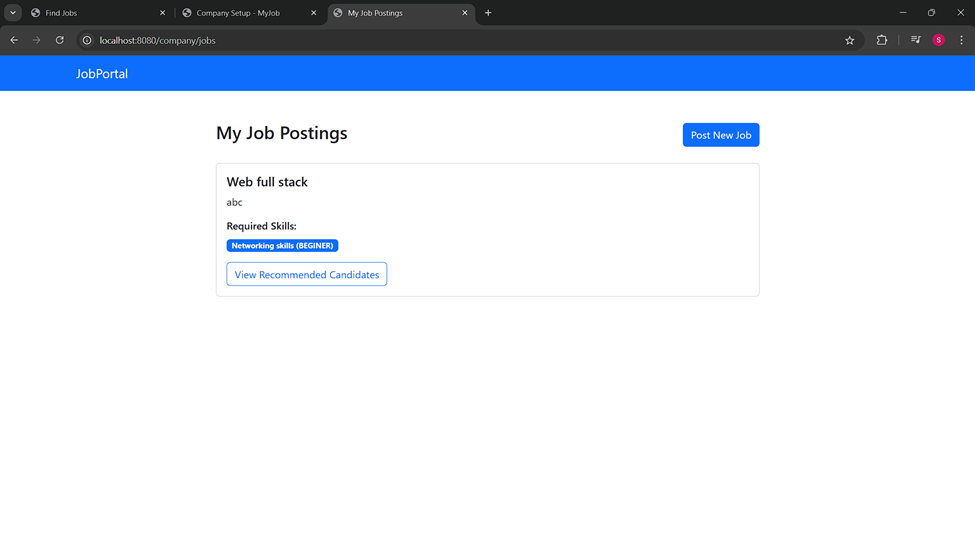 Find Jobs
Company Setup - MyJob
My Job Postings
localhost:8080/company/jobs
S
JobPortal
My Job Postings
Post New Job
Web full stack
abc
Required Skills:
Networking skills (BEGINER)
View Recommended Candidates